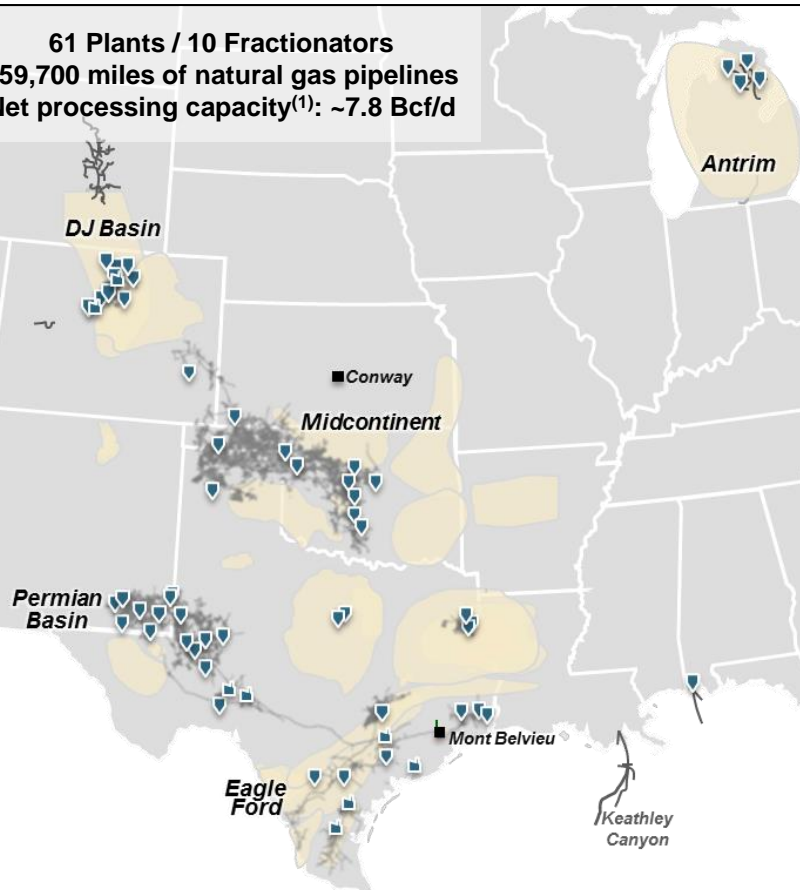 61 Plants / 10 Fractionators
59,700 miles of natural gas pipelines
Net processing capacity(1): ~7.8 Bcf/d
Antrim
DJ Basin
Conway
Midcontinent
Permian
Basin
Mont Belvieu
Eagle
Ford
Keathley
Canyon